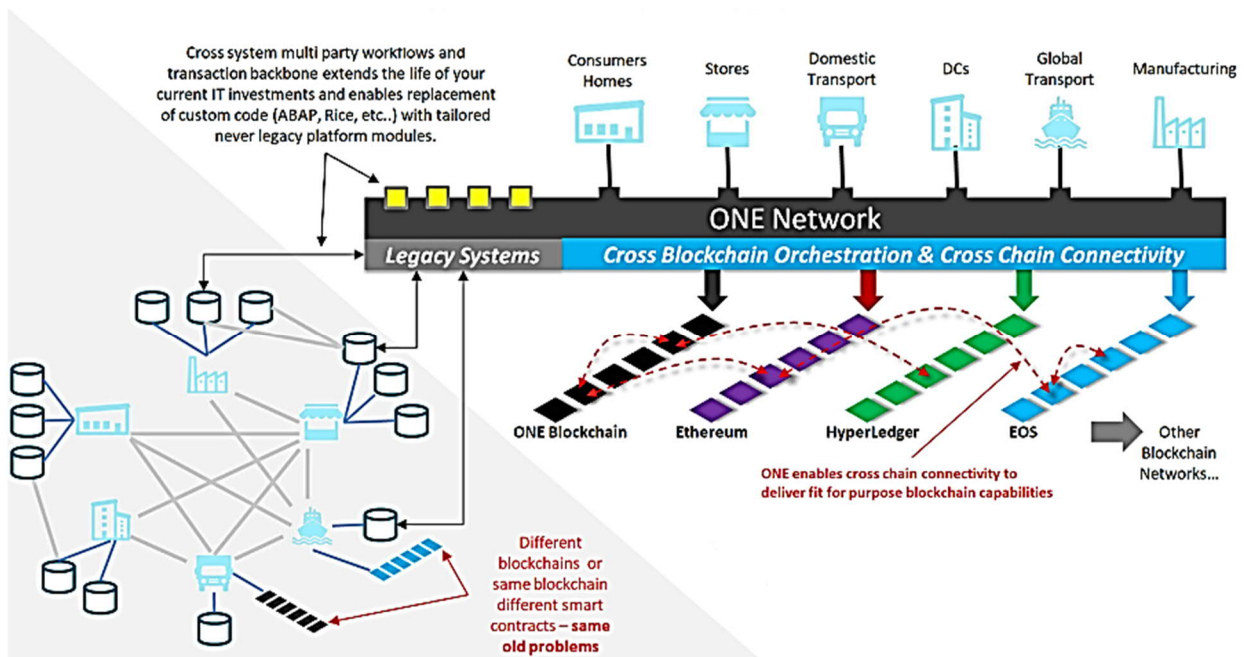 Cross system multi party workflows and
transaction backbone extends the life of your
current IT investments and enables replacement
of custom code (ABAP, Rice, etc..) with tailored
never legacy platform modules.
Consumers
Homes
Stores
Domestic
Transport
DCs
Global
Transport
Manufacturing
ONE Network
Legacy Systems
Cross Blockchain Orchestration & Cross Chain Connectivity
ONE Blockchain
Ethereum
HyperLedger
EOS
Other
Blockchain
Networks...
ONE enables cross chain connectivity to
deliver fit for purpose blockchain capabilities
Different
blockchains or
same blockchain
different smart
contracts – same
old problems